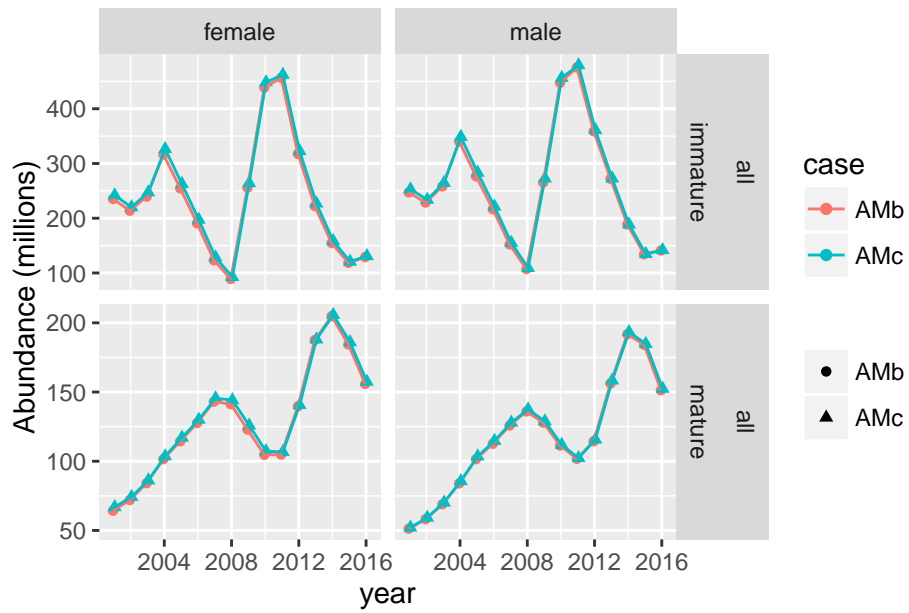 female
male
Abundance (millions)
400
300
200
100
immature
all
200
150
100
50
mature
all
2004
2008
2012
2016
2004
2008
2012
2016
year
case
AMb
AMc
AMb
AMc